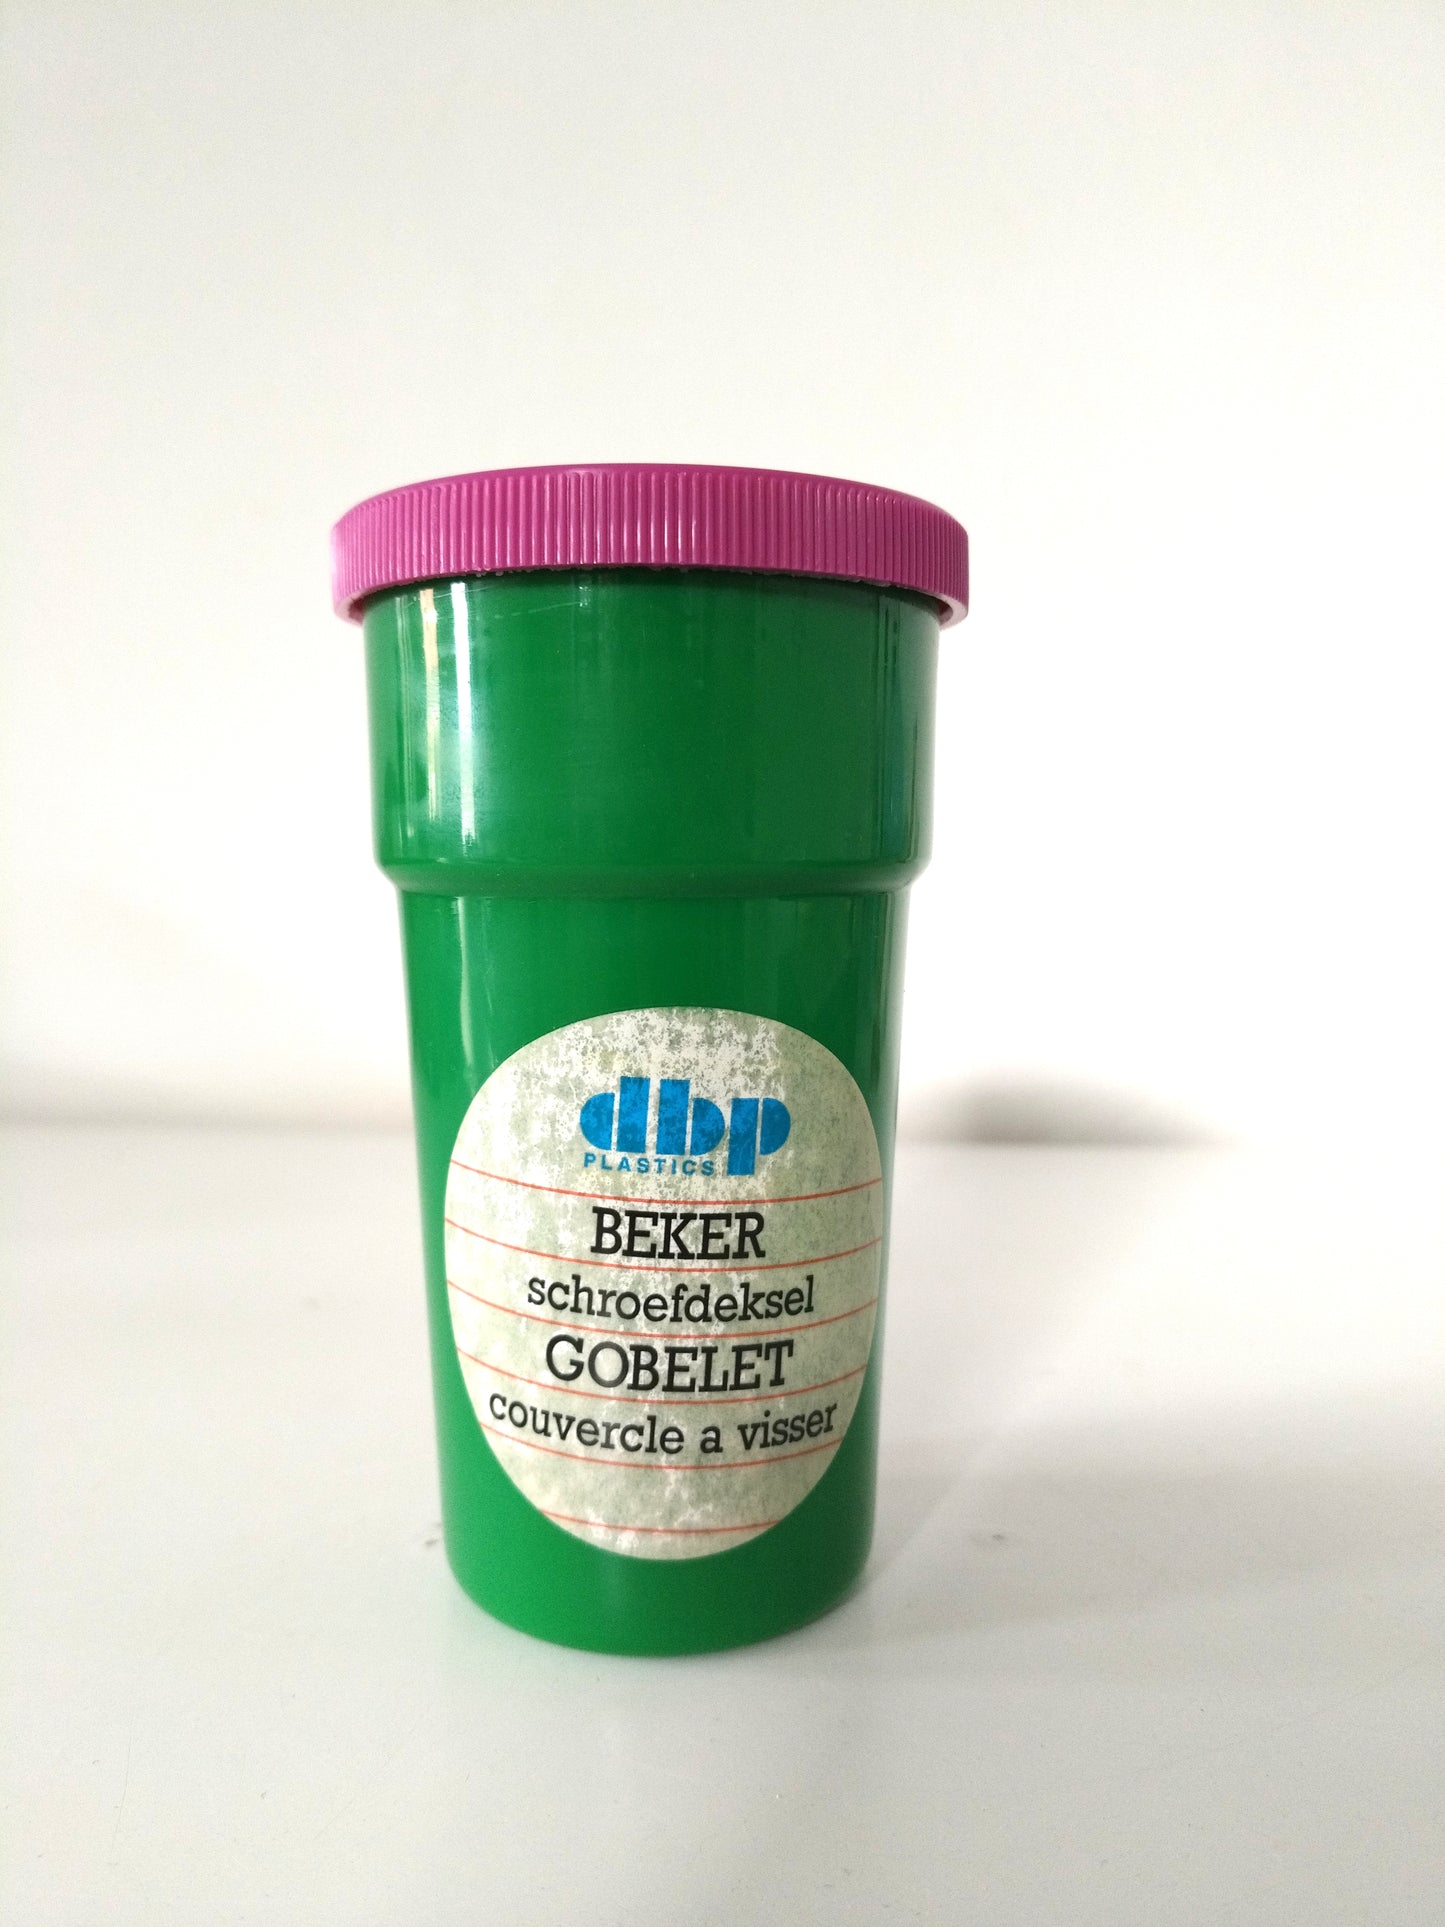 dbp
PLASTICS
BEKER
schroefdeksel
GOBELET
couvercle a visser